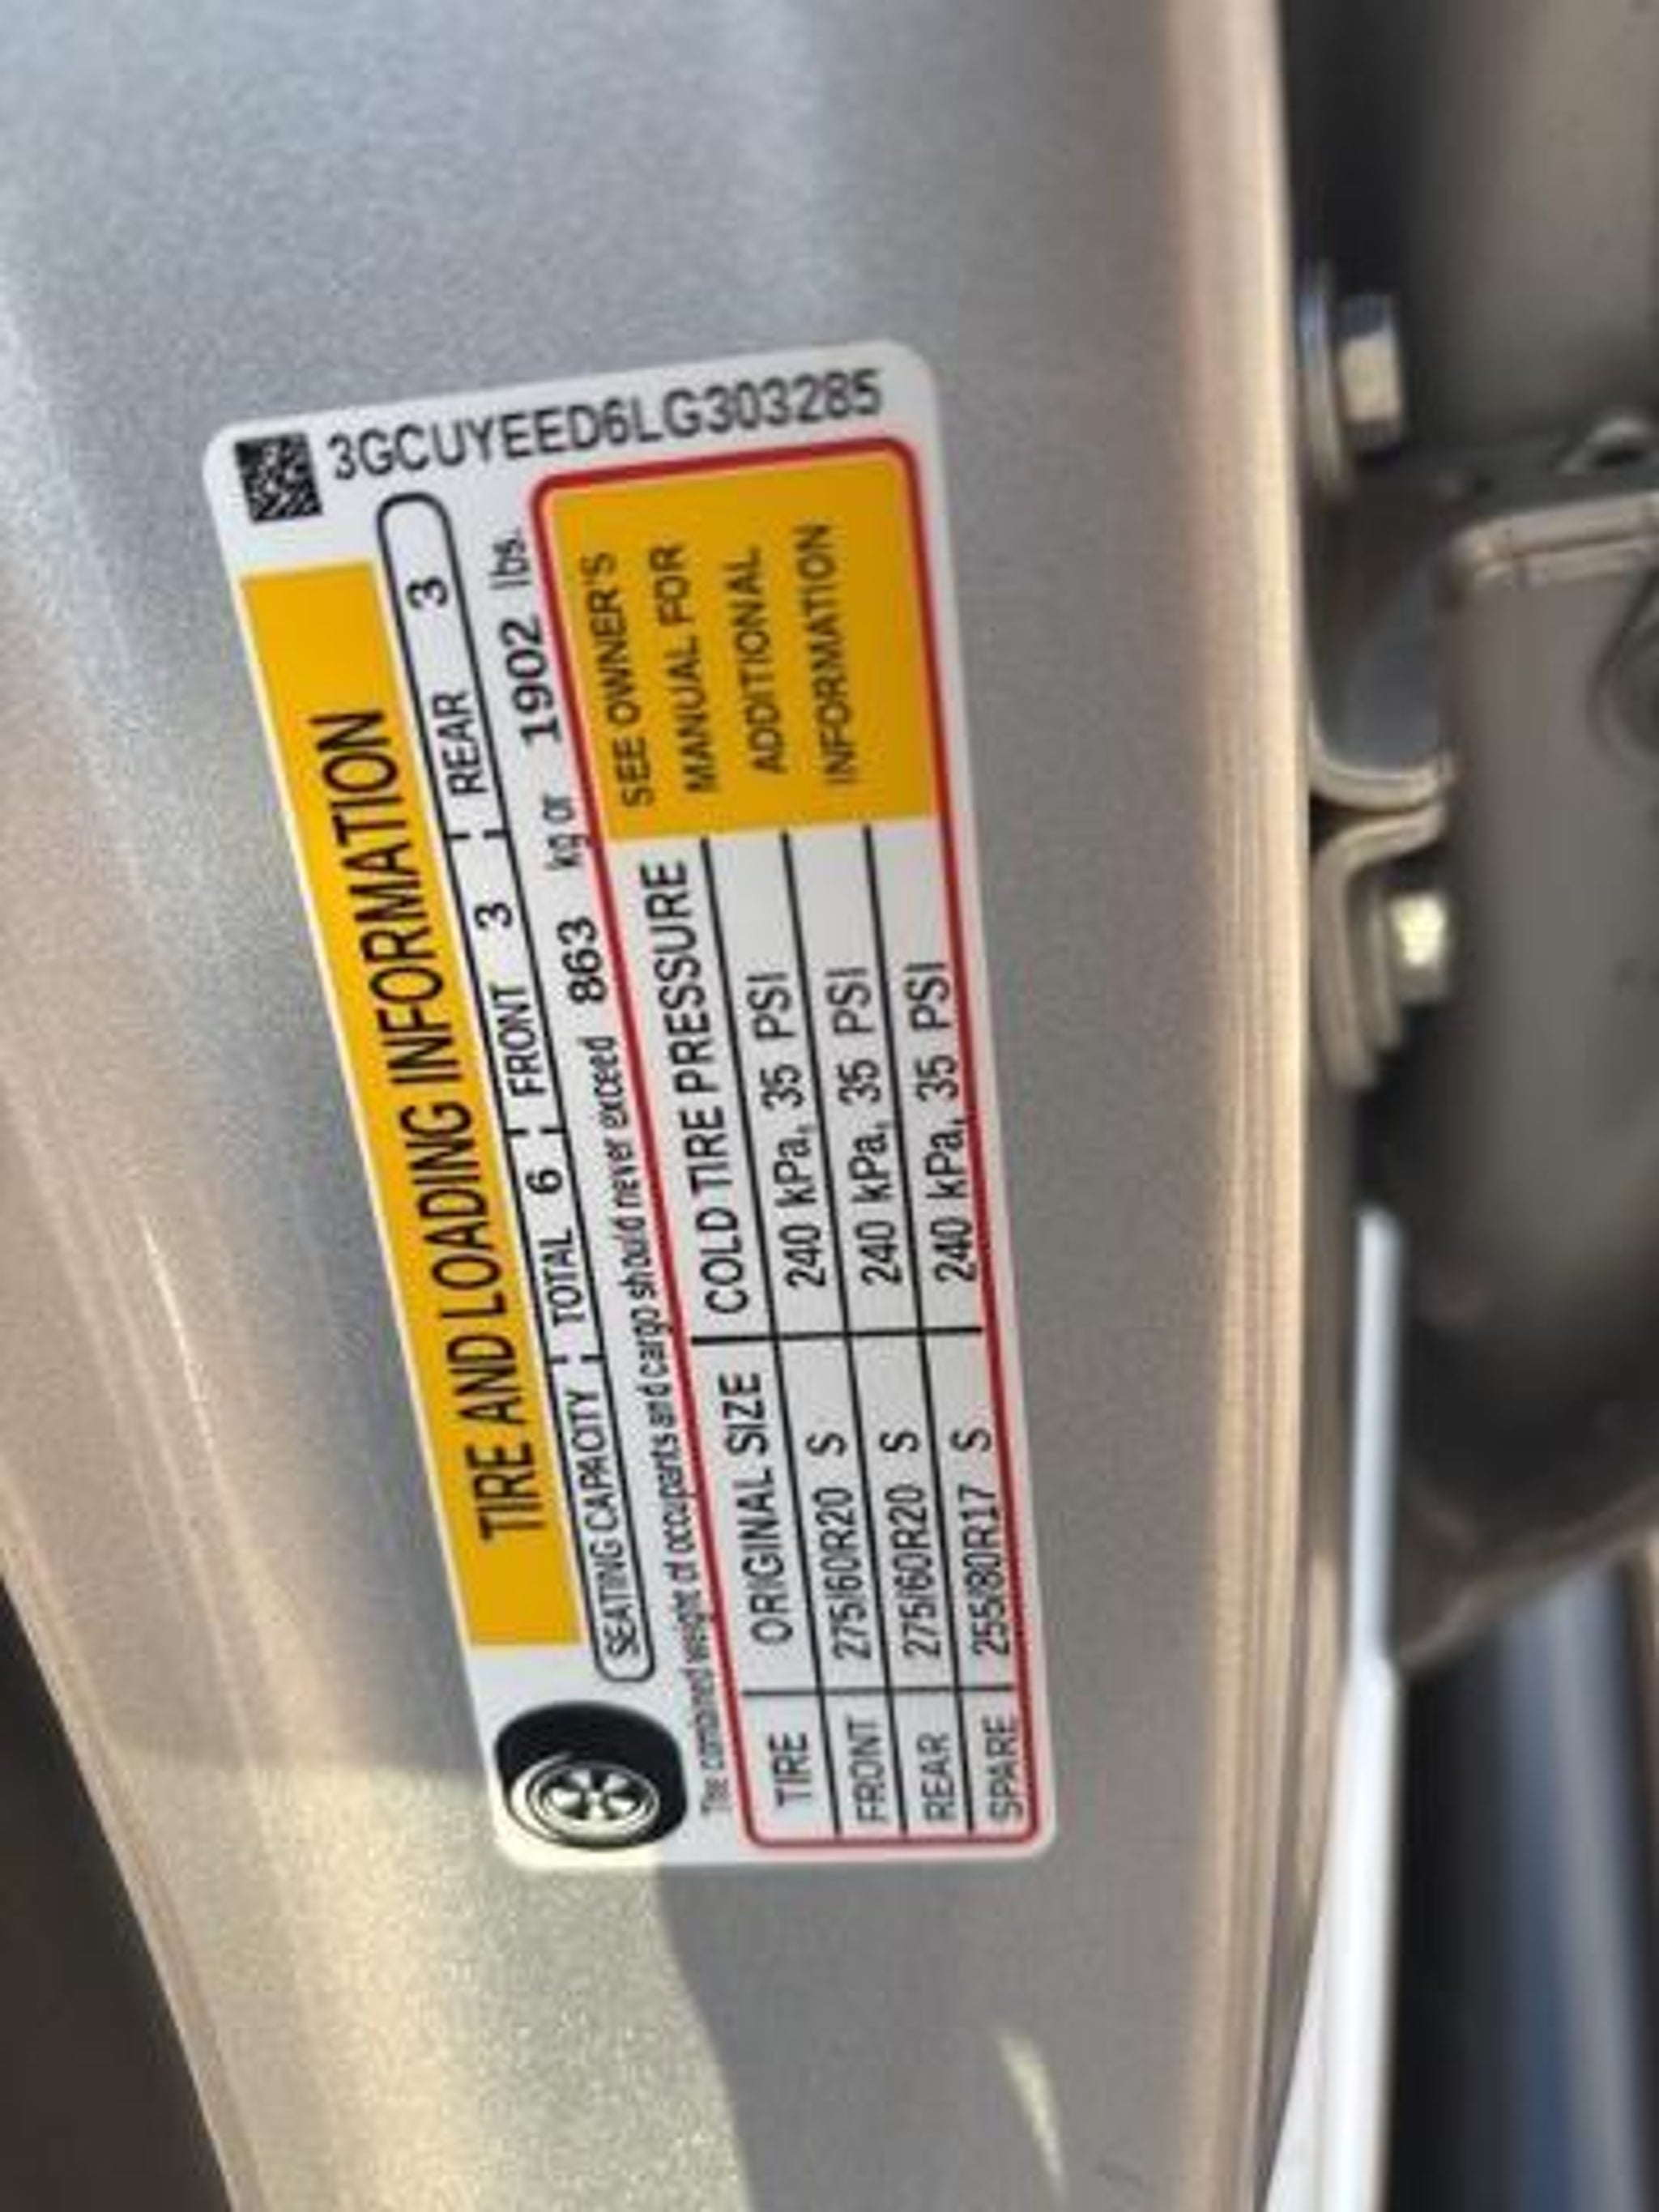 3GCUYEED6LG303285
TIRE AND LOADING INFORMATION
SEATING CAPACITY TOTAL 6 FRONT 3 REAR 3
The combined weight of occupants and cargo should never exceed 863 kg or 1902 lbs.
TIRE ORIGINAL SIZE COLD TIRE PRESSURE
FRONT 275/60R20 S 240 kPa, 35 PSI
REAR 275/60R20 S 240 kPa, 35 PSI
SPARE 255/80R17 S 240 kPa, 35 PSI
SEE OWNER'S
MANUAL FOR
ADDITIONAL
INFORMATION